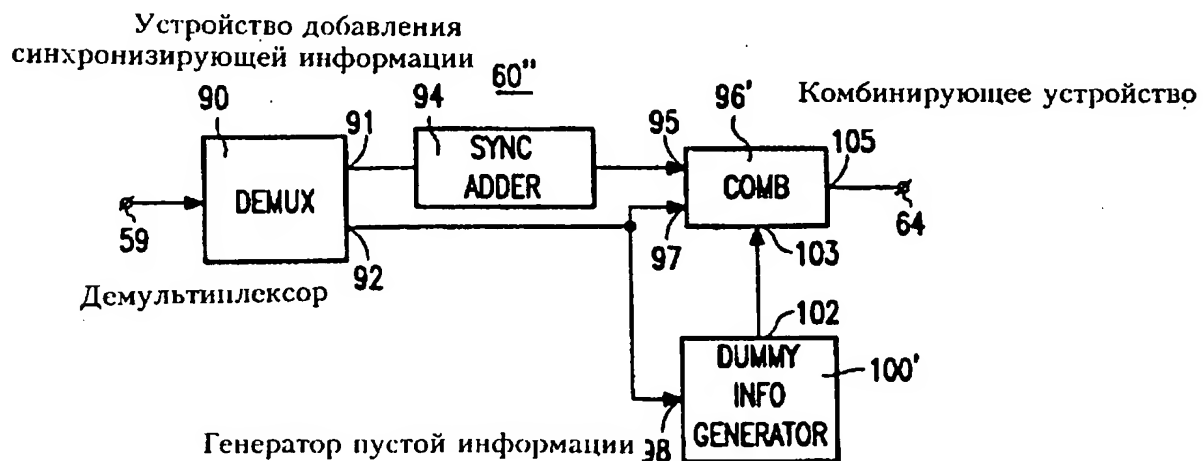 Устройство добавления
синхронизирующей информации
60"
90
91
94
95
96'
Комбинирующее устройство
105
DEMUX
SYNC
ADDER
COMB
59
92
97
103
64
Демультиплексор
102
DUMMY
INFO
GENERATOR
100'
Генератор пустой информации
98